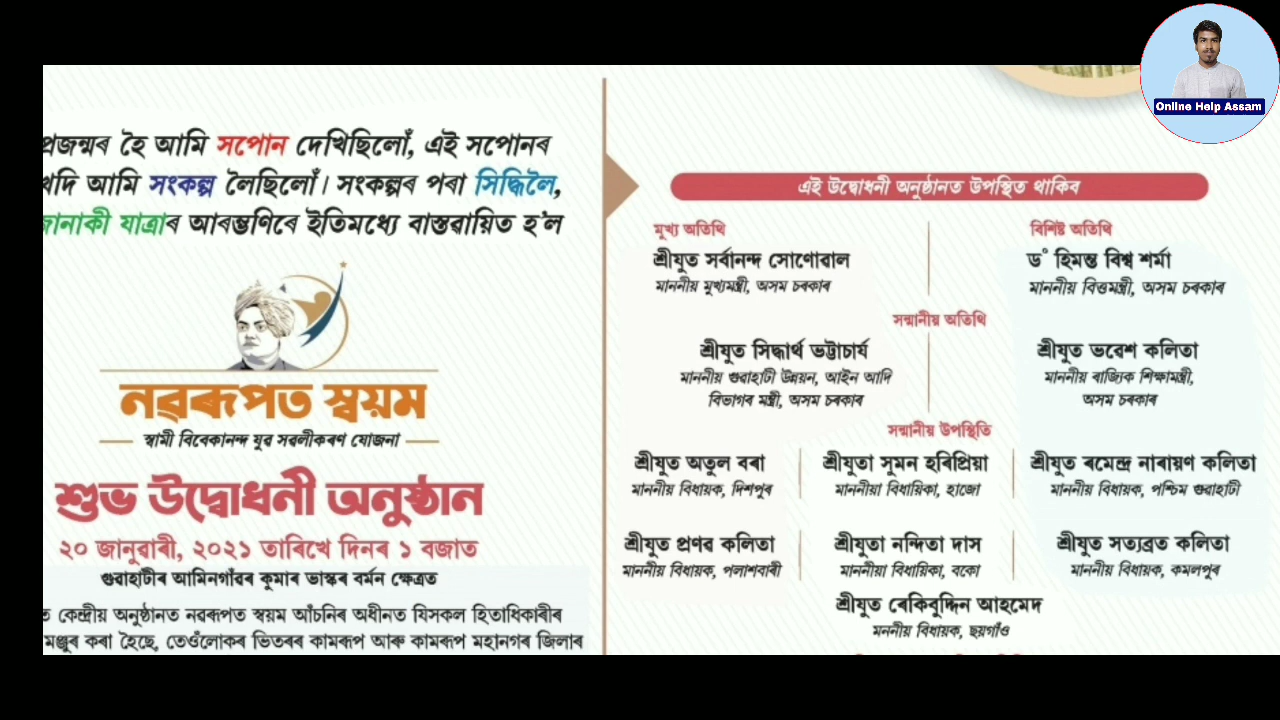 প্ৰজন্মৰ হৈ আমি সপোন দেখিছিলোঁ, এই সপোনৰ
আমি সংকল্প লৈছিলোঁ। সংকল্পৰ পৰা সিদ্ধিলৈ,
যাত্ৰাৰ আৰম্ভণিৰে ইতিমধ্যে বাস্তৱায়িত হ'ল
নৱৰূপত স্বয়ম
স্বামী বিবেকানন্দ যুৱ সৱলীকৰণ যোজনা
শুভ উদ্বোধনী অনুষ্ঠান
২০ জানুৱাৰী, ২০২১ তাৰিখে দিনৰ ১ বজাত
গুৱাহাটীৰ আমিনগাঁৱৰ কুমাৰ ভাস্কৰ বৰ্মন ক্ষেত্ৰত
কেন্দ্ৰীয় অনুষ্ঠানত নৱৰূপত স্বয়ম আঁচনিৰ অধীনত যিসকল হিতাধিকাৰীৰ
মঞ্জুৰ কৰা হৈছে, তেওঁলোকৰ ভিতৰৰ কামৰূপ আৰু কামৰূপ মহানগৰ জিলাৰ
Online Help Assam
এই উদ্বোধনী অনুষ্ঠানত উপস্থিত থাকিব
মুখ্য অতিথি
শ্ৰীযুত সৰ্বানন্দ সোণোৱাল
মাননীয় মুখ্যমন্ত্ৰী, অসম চৰকাৰ
বিশিষ্ট অতিথি
ড° হিমন্ত বিশ্ব শৰ্মা
মাননীয় বিত্তমন্ত্ৰী, অসম চৰকাৰ
সন্মানীয় অতিথি
শ্ৰীযুত সিদ্ধাৰ্থ ভট্টাচাৰ্য
মাননীয় গুৱাহাটী উন্নয়ন, আইন আদি
বিভাগৰ মন্ত্ৰী, অসম চৰকাৰ
শ্ৰীযুত ভৱেশ কলিতা
মাননীয় ৰাজ্যিক শিক্ষামন্ত্ৰী,
অসম চৰকাৰ
সন্মানীয় উপস্থিতি
শ্ৰীযুত অতুল বৰা
মাননীয় বিধায়ক, দিশপুৰ
শ্ৰীযুতা সুমন হৰিপ্ৰিয়া
মাননীয়া বিধায়িকা, হাজো
শ্ৰীযুত ৰমেন্দ্ৰ নাৰায়ণ কলিতা
মাননীয় বিধায়ক, পশ্চিম গুৱাহাটী
শ্ৰীযুত প্ৰণৱ কলিতা
মাননীয় বিধায়ক, পলাশবাৰী
শ্ৰীযুতা নন্দিতা দাস
মাননীয়া বিধায়িকা, বকো
শ্ৰীযুত সত্যব্ৰত কলিতা
মাননীয় বিধায়ক, কমলপুৰ
শ্ৰীযুত ৰেকিবুদ্দিন আহমেদ
মননীয় বিধায়ক, ছয়গাঁও